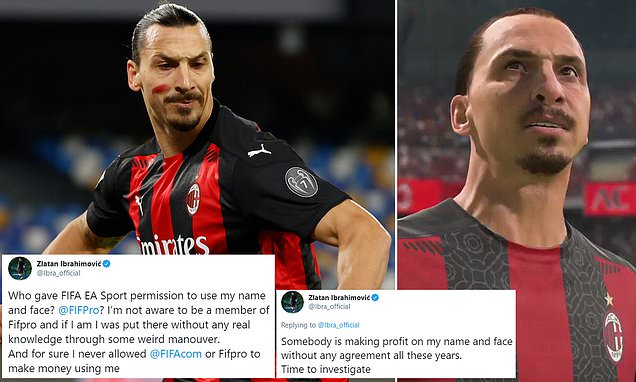 Emirates
7
AC
Zlatan Ibrahimović
@Ibra_official
Who gave FIFA EA Sport permission to use my name
and face? @FIFPro? I'm not aware to be a member of
Fifpro and if I am I was put there without any real
knowledge through some weird manouver.
And for sure I never allowed @FIFAcom or Fifpro to
make money using me
Zlatan Ibrahimović
@Ibra_official
Replying to @Ibra_official
Somebody is making profit on my name and face
without any agreement all these years.
Time to investigate